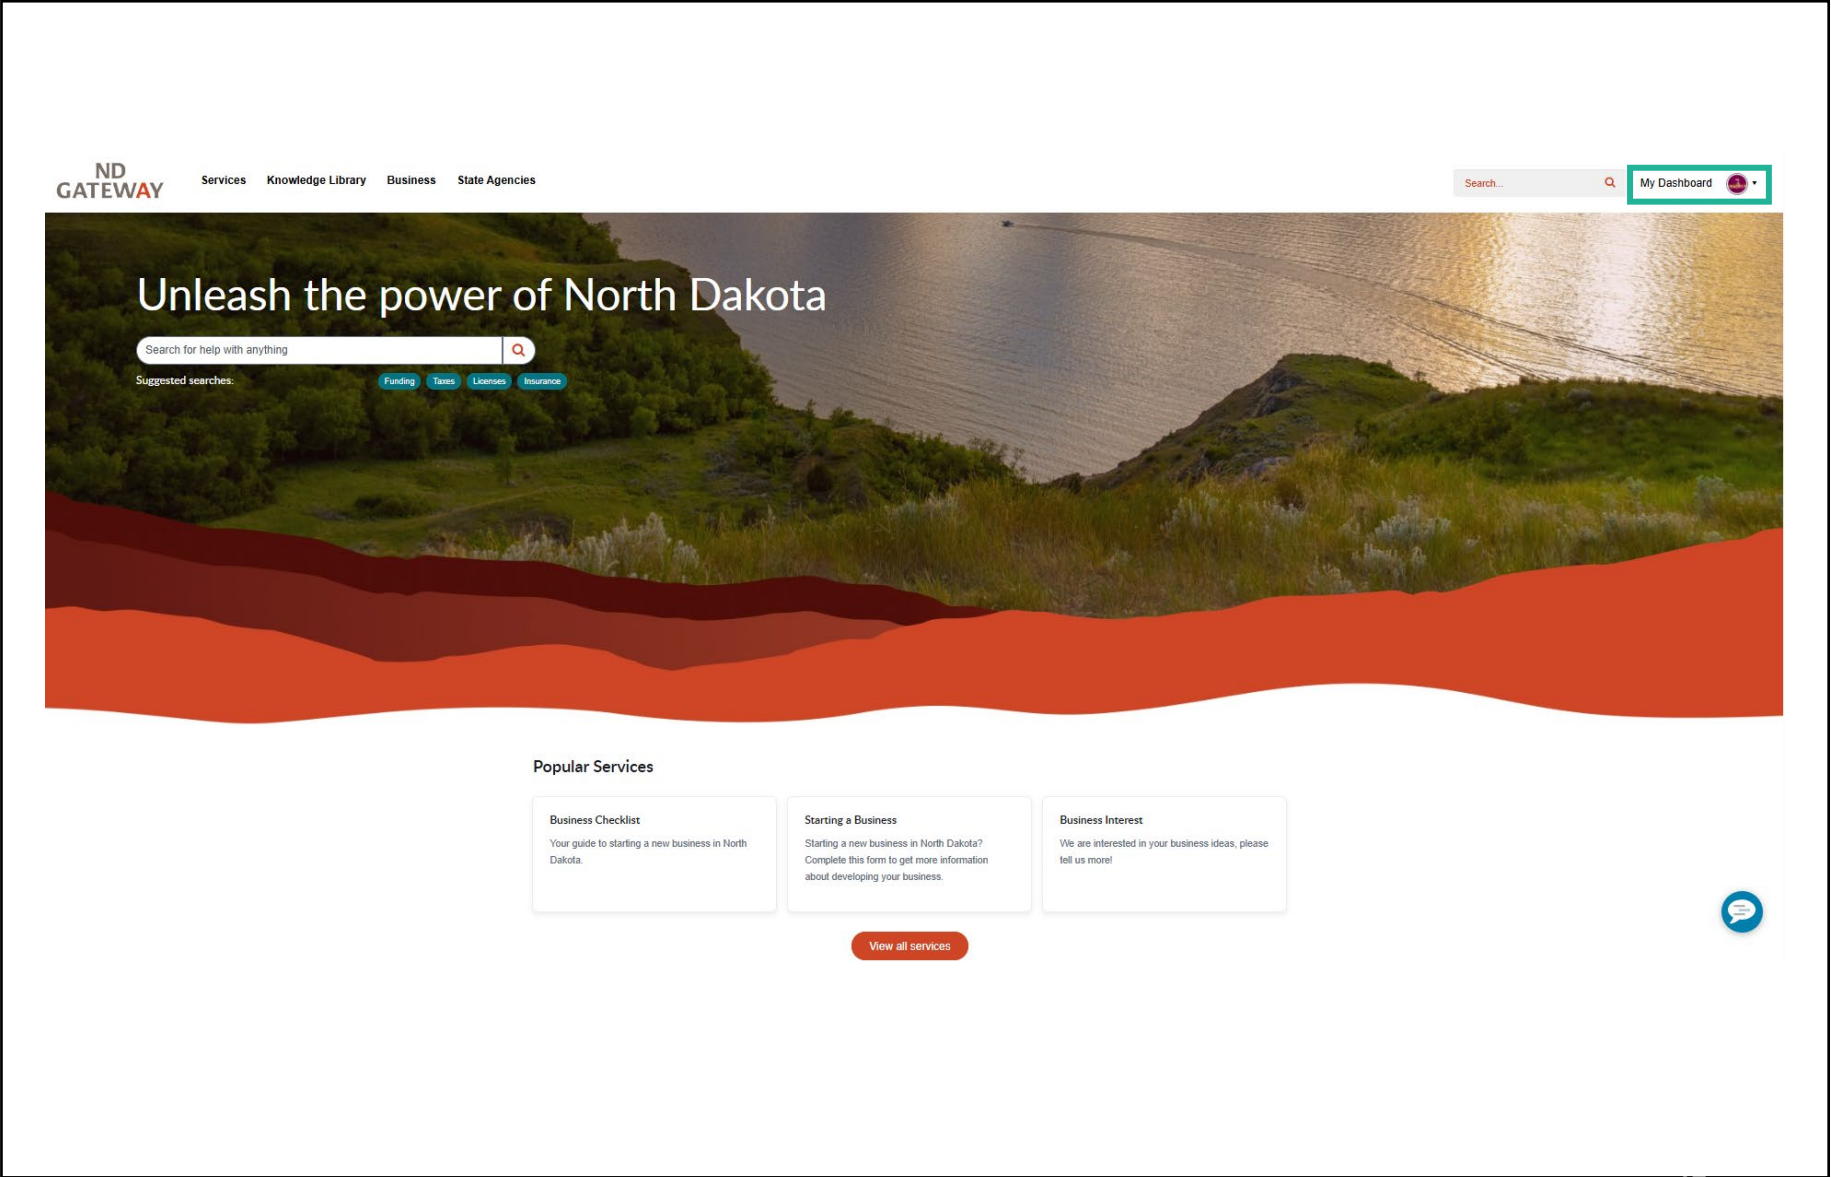 ND
GATEWAY
Services Knowledge Library Business State Agencies
Search... My Dashboard
Unleash the power of North Dakota
Search for help with anything
Suggested searches: Funding Taxes Licenses Insurance
Popular Services
Business Checklist
Your guide to starting a new business in North
Dakota.
Starting a Business
Starting a new business in North Dakota?
Complete this form to get more information
about developing your business.
Business Interest
We are interested in your business ideas, please
tell us more!
View all services